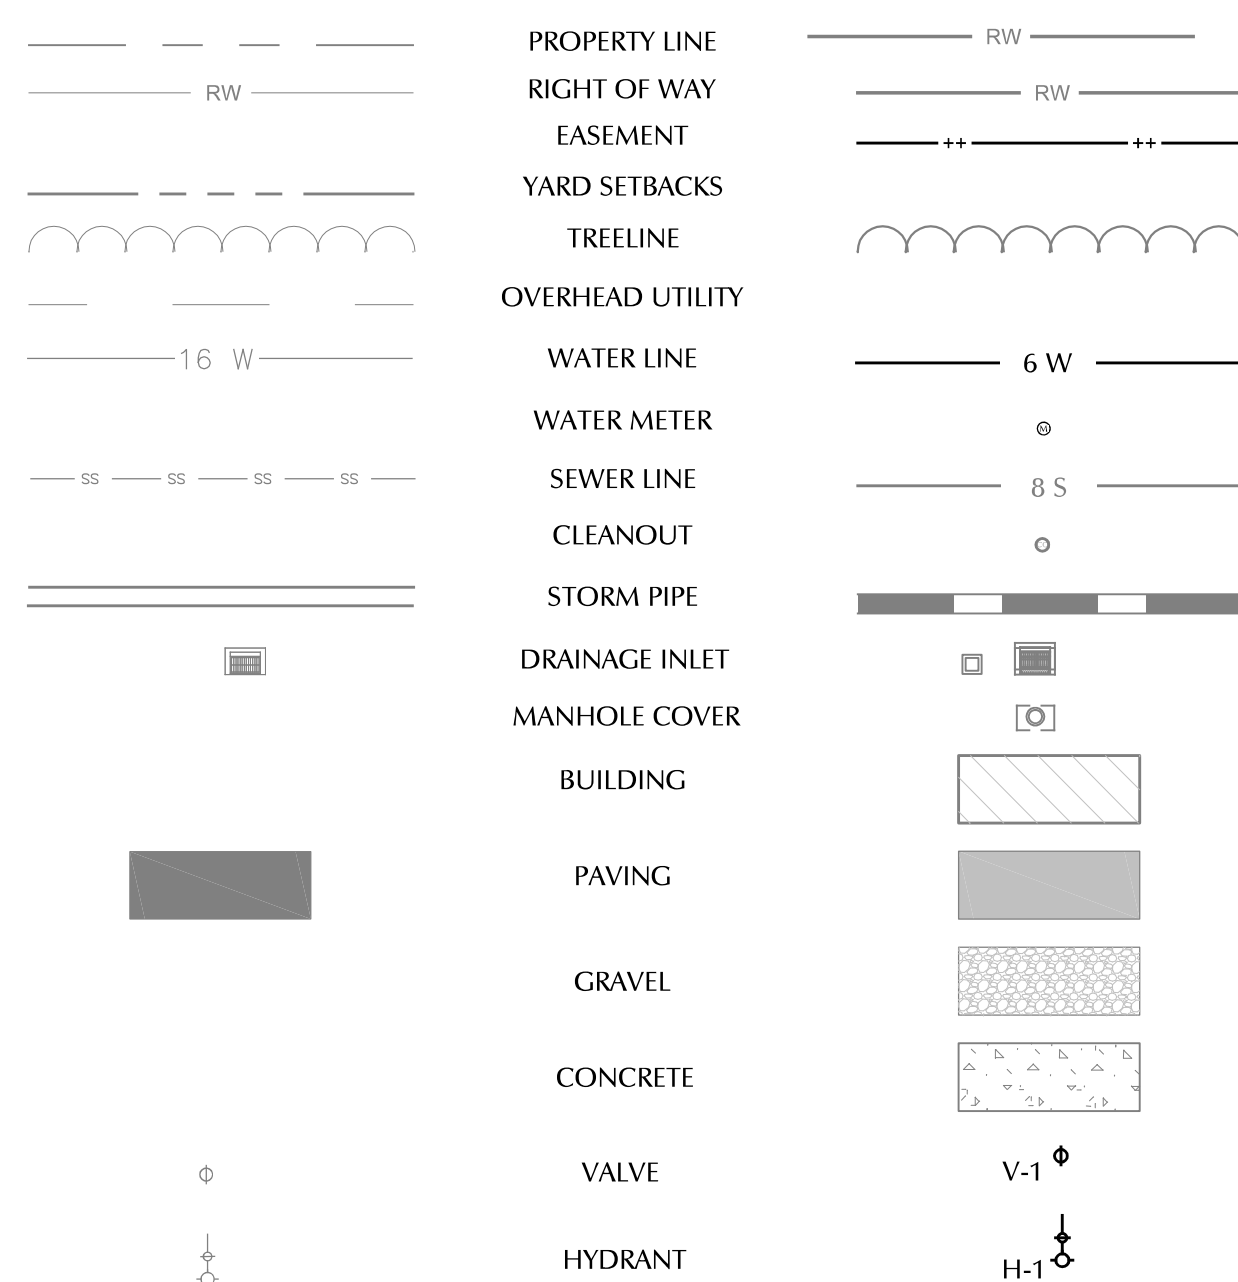 PROPERTY LINE RW
RW RIGHT OF WAY RW
EASEMENT ++ ++
YARD SETBACKS
TREELINE
OVERHEAD UTILITY
16 W WATER LINE 6 W
WATER METER M
SS SS SS SS SEWER LINE 8 S
CLEANOUT
STORM PIPE
DRAINAGE INLET
MANHOLE COVER
BUILDING
PAVING
GRAVEL
CONCRETE
VALVE V-1
HYDRANT H-1